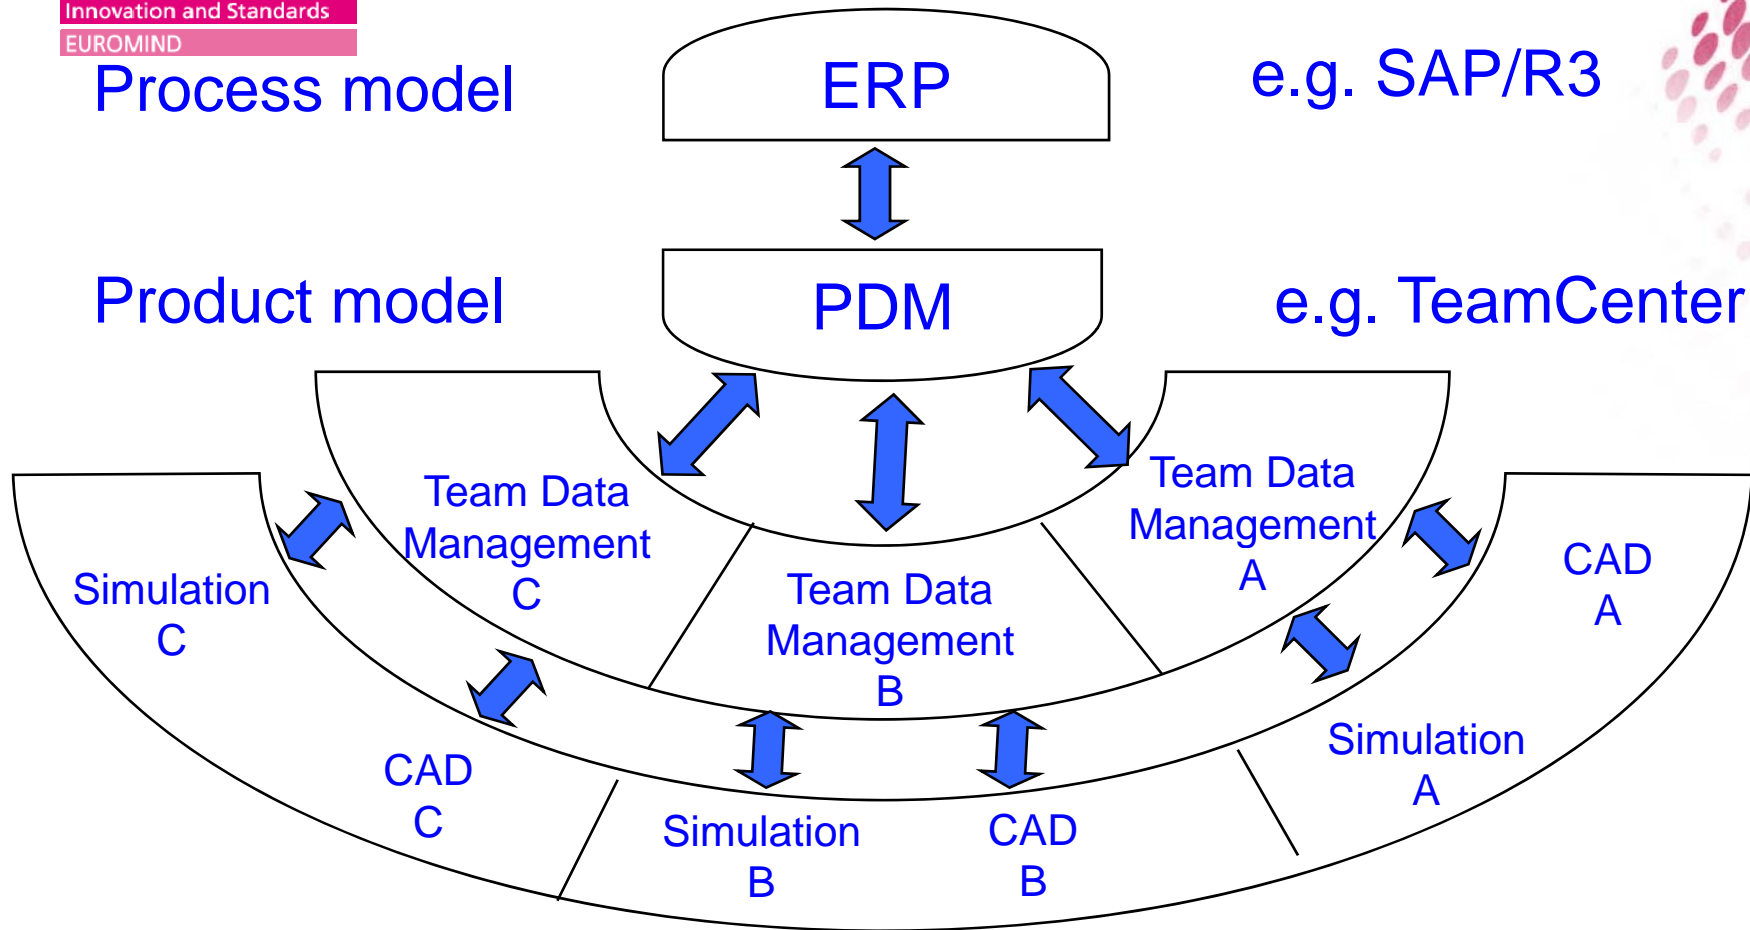 Innovation and Standards
EUROMIND
Process model
ERP
e.g. SAP/R3
Product model
PDM
e.g. TeamCenter
Team Data
Management
C
Team Data
Management
B
Team Data
Management
A
Simulation
C
CAD
C
Simulation
B
CAD
B
Simulation
A
CAD
A